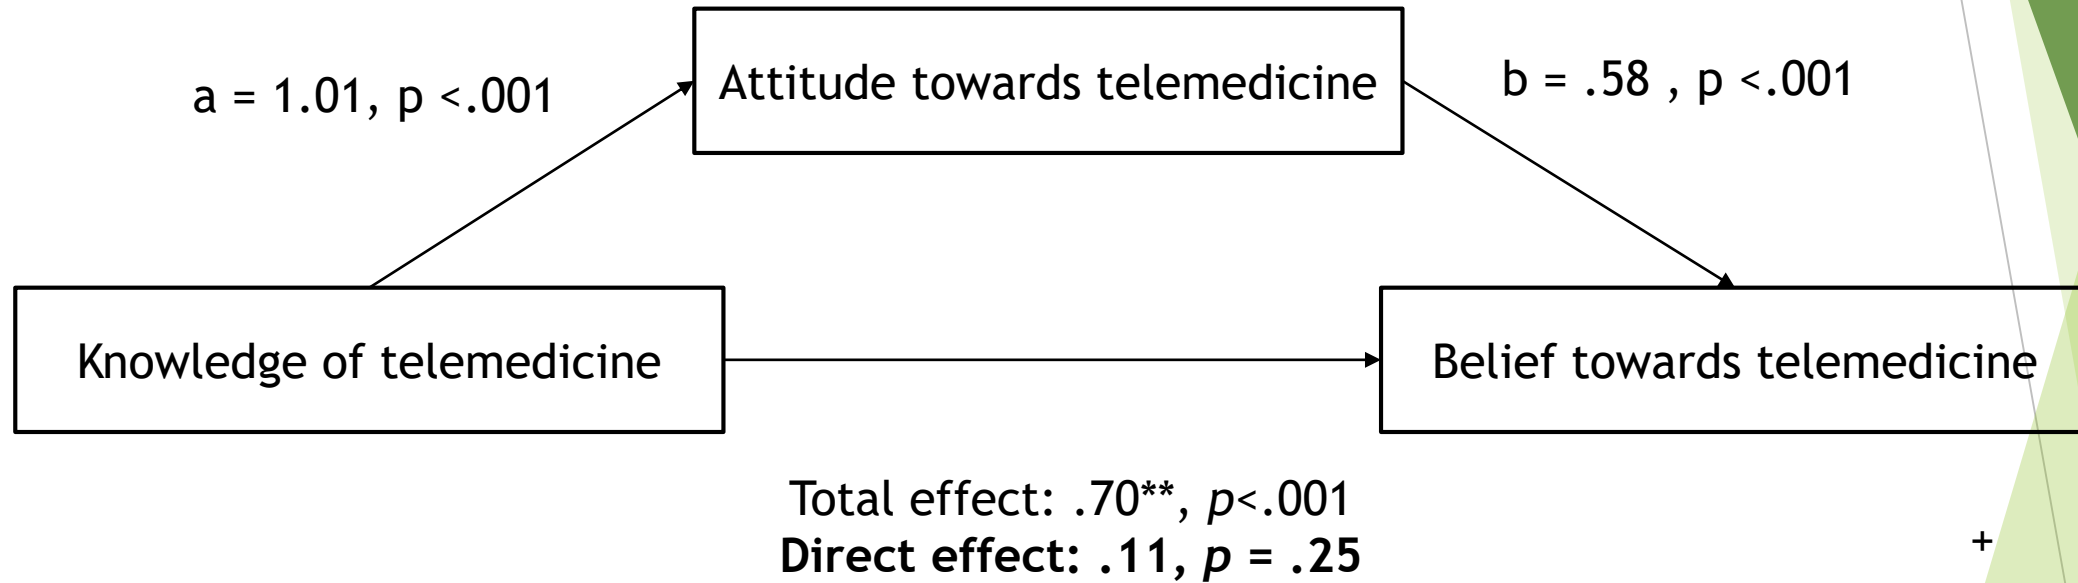 Attitude towards telemedicine
a = 1.01, p <.001
b = .58 , p <.001
Knowledge of telemedicine
Belief towards telemedicine
Total effect: .70**, p<.001
Direct effect: .11, p = .25
+